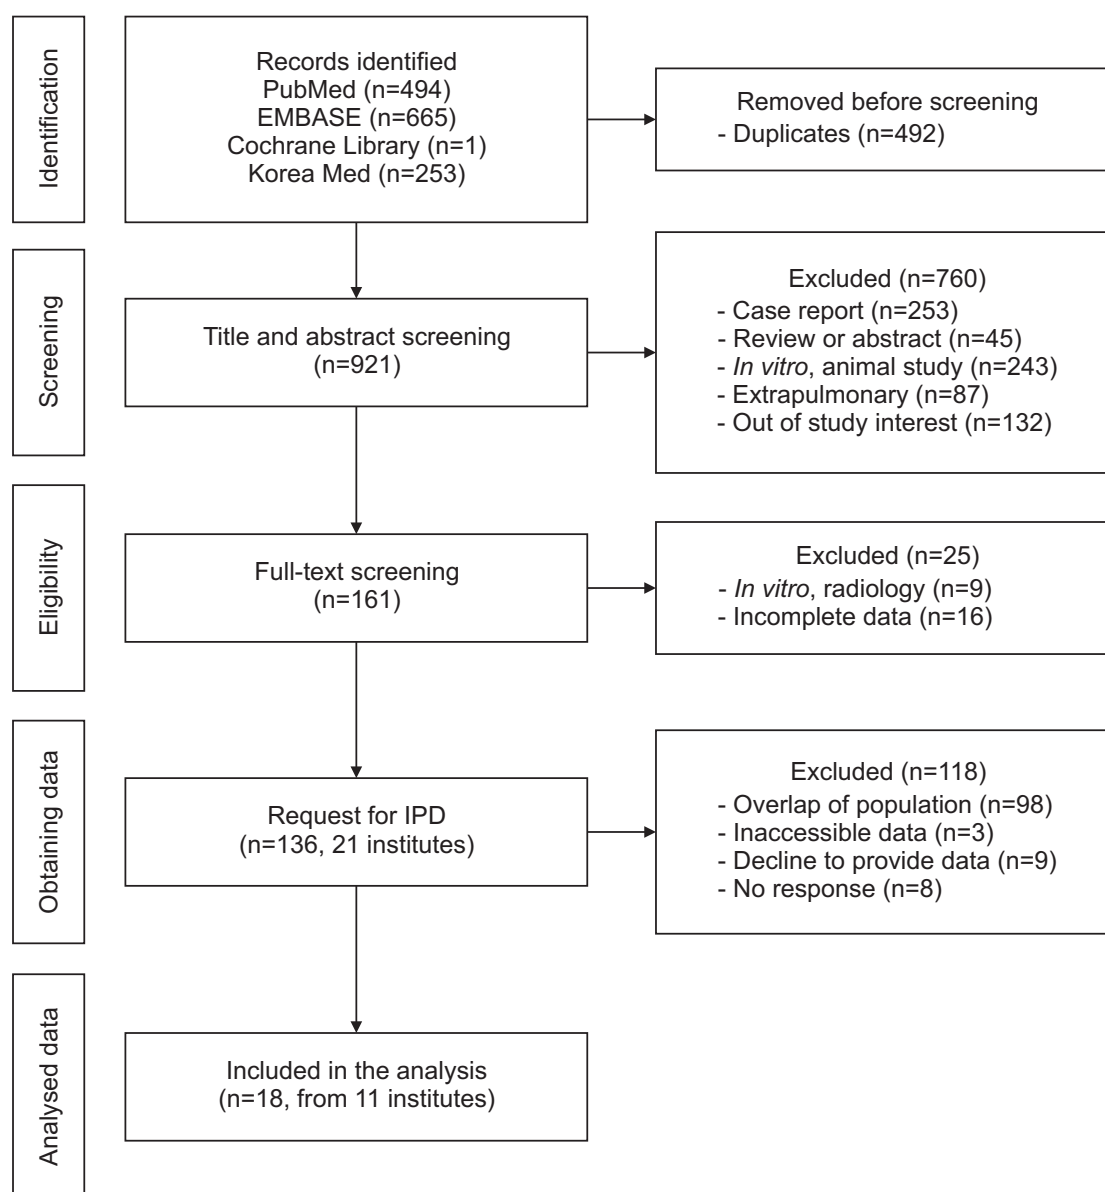 Identification
Records identified
PubMed (n=494)
EMBASE (n=665)
Cochrane Library (n=1)
Korea Med (n=253)
Removed before screening
- Duplicates (n=492)
Screening
Title and abstract screening
(n=921)
Excluded (n=760)
- Case report (n=253)
- Review or abstract (n=45)
- In vitro, animal study (n=243)
- Extrapulmonary (n=87)
- Out of study interest (n=132)
Eligibility
Full-text screening
(n=161)
Excluded (n=25)
- In vitro, radiology (n=9)
- Incomplete data (n=16)
Obtaining data
Request for IPD
(n=136, 21 institutes)
Excluded (n=118)
- Overlap of population (n=98)
- Inaccessible data (n=3)
- Decline to provide data (n=9)
- No response (n=8)
Analysed data
Included in the analysis
(n=18, from 11 institutes)